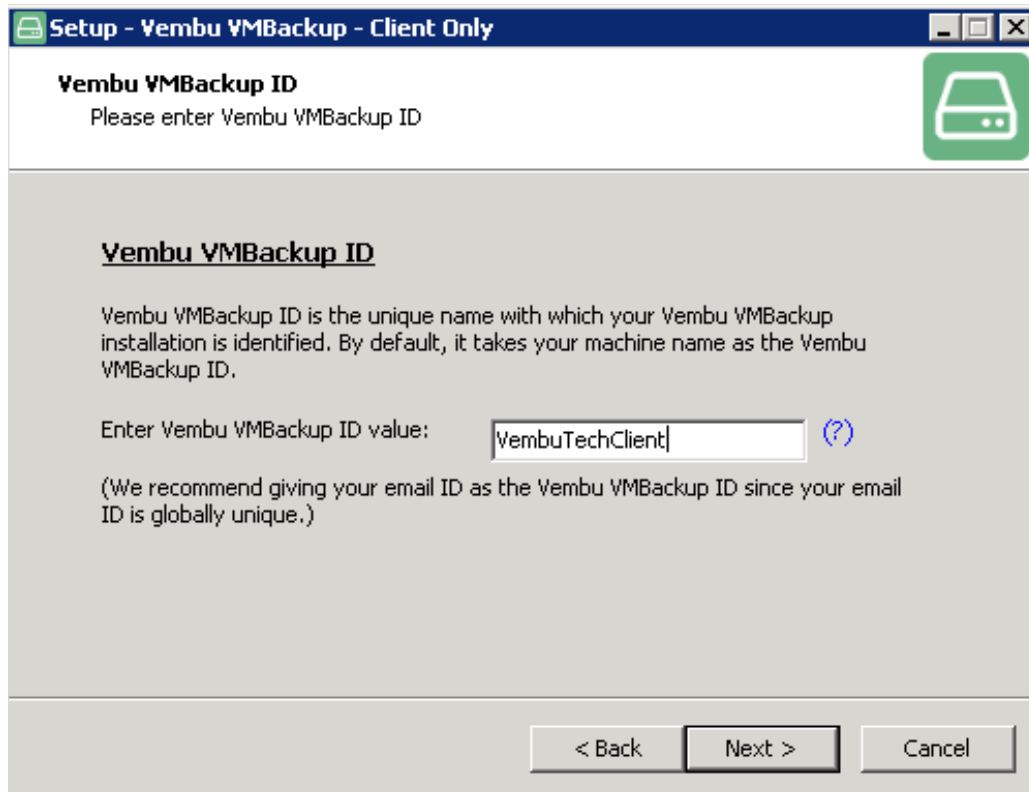 Setup - Vembu VMBackup - Client Only
Vembu VMBackup ID
Please enter Vembu VMBackup ID
Vembu VMBackup ID
Vembu VMBackup ID is the unique name with which your Vembu VMBackup
installation is identified. By default, it takes your machine name as the Vembu
VMBackup ID.
Enter Vembu VMBackup ID value: VembuTechClient (?)
(We recommend giving your email ID as the Vembu VMBackup ID since your email
ID is globally unique.)
< Back Next > Cancel